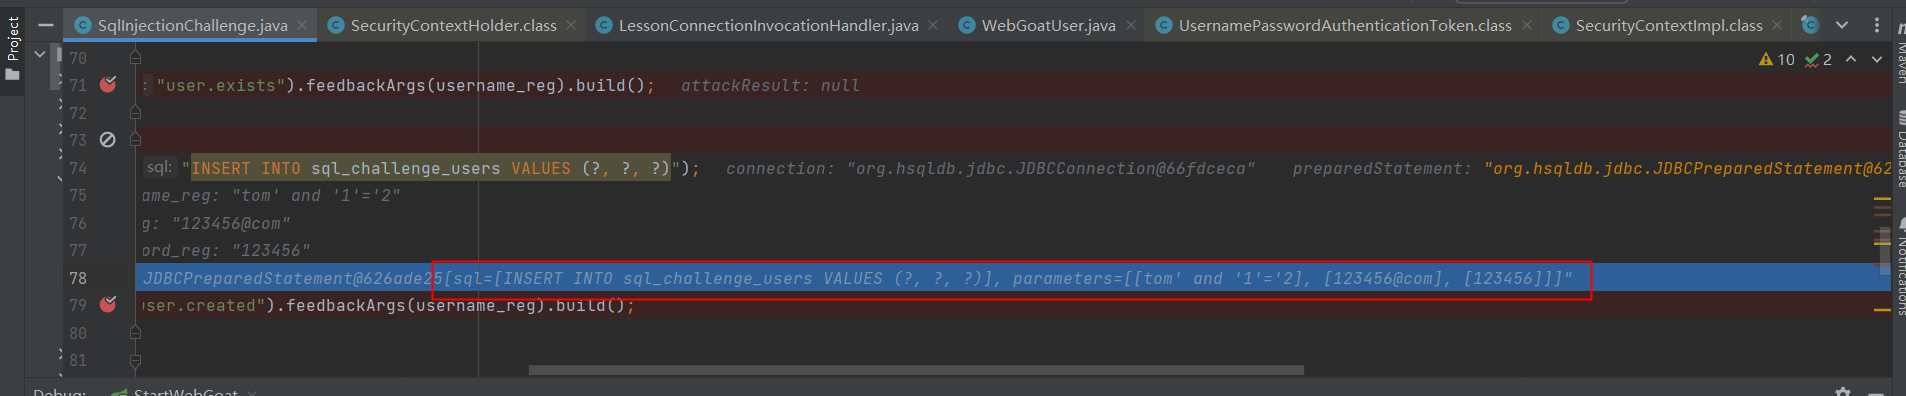 Project
SqlInjectionChallenge.java
SecurityContextHolder.class
LessonConnectionInvocationHandler.java
WebGoatUser.java
UsernamePasswordAuthenticationToken.class
SecurityContextImpl.class
Maven
Database
Notifications
10
2
70
71 : "user.exists").feedbackArgs(username_reg).build(); attackResult: null
72
73
74 sql: "INSERT INTO sql_challenge_users VALUES (?, ?, ?)"); connection: "org.hsqldb.jdbc.JDBCConnection@66fdceca" preparedStatement: "org.hsqldb.jdbc.JDBCPreparedStatement@62
75 ame_reg: "tom' and '1'='2"
76 g: "123456@com"
77 ord_reg: "123456"
78 JDBCPreparedStatement@626ade25[sql=[INSERT INTO sql_challenge_users VALUES (?, ?, ?)], parameters=[[tom' and '1'='2], [123456@com], [123456]]]"
79 user.created").feedbackArgs(username_reg).build();
80
81
Debug: StartWebGoat